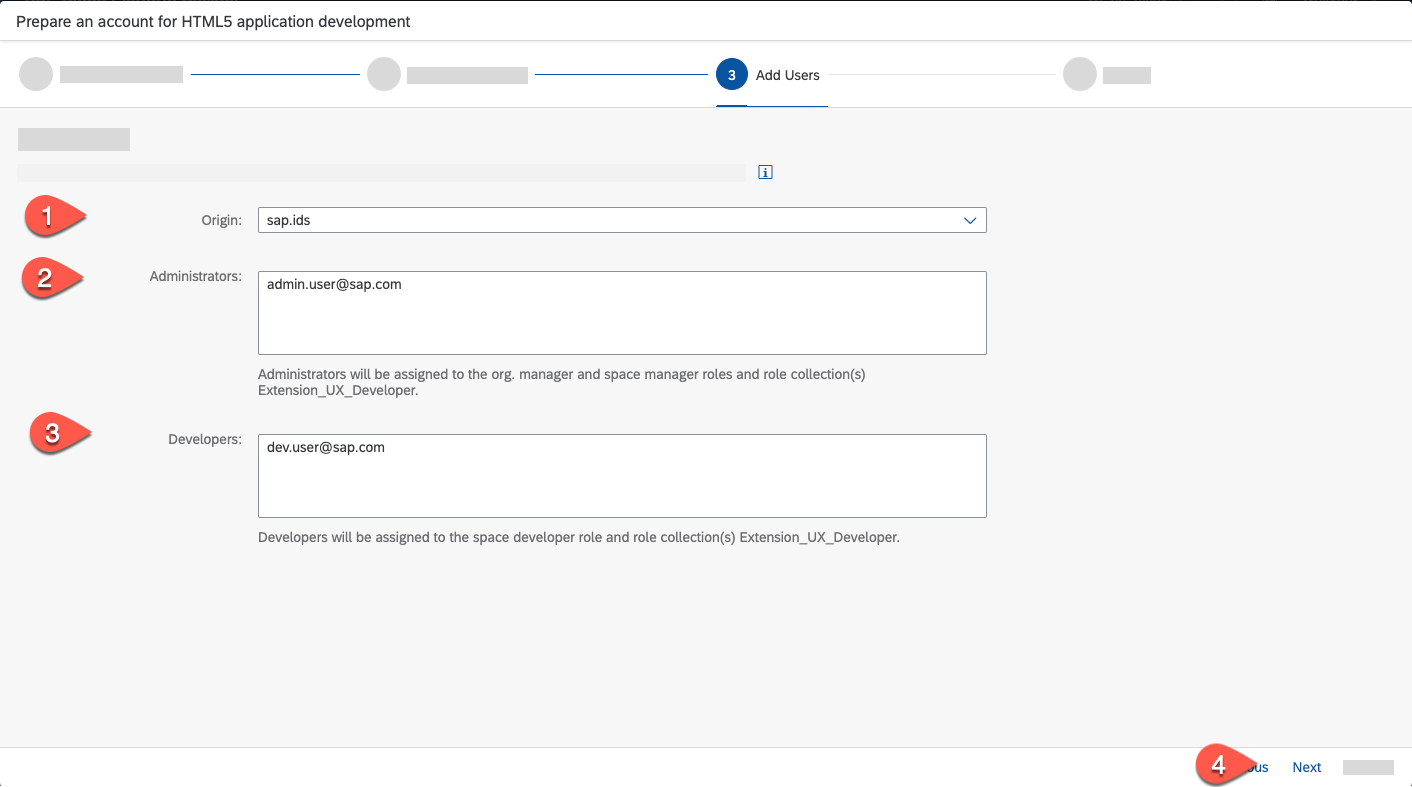 Prepare an account for HTML5 application development
3 Add Users
1
Origin: sap.ids
2
Administrators: admin.user@sap.com
Administrators will be assigned to the org. manager and space manager roles and role collection(s)
Extension_UX_Developer.
3
Developers: dev.user@sap.com
Developers will be assigned to the space developer role and role collection(s) Extension_UX_Developer.
4 Next